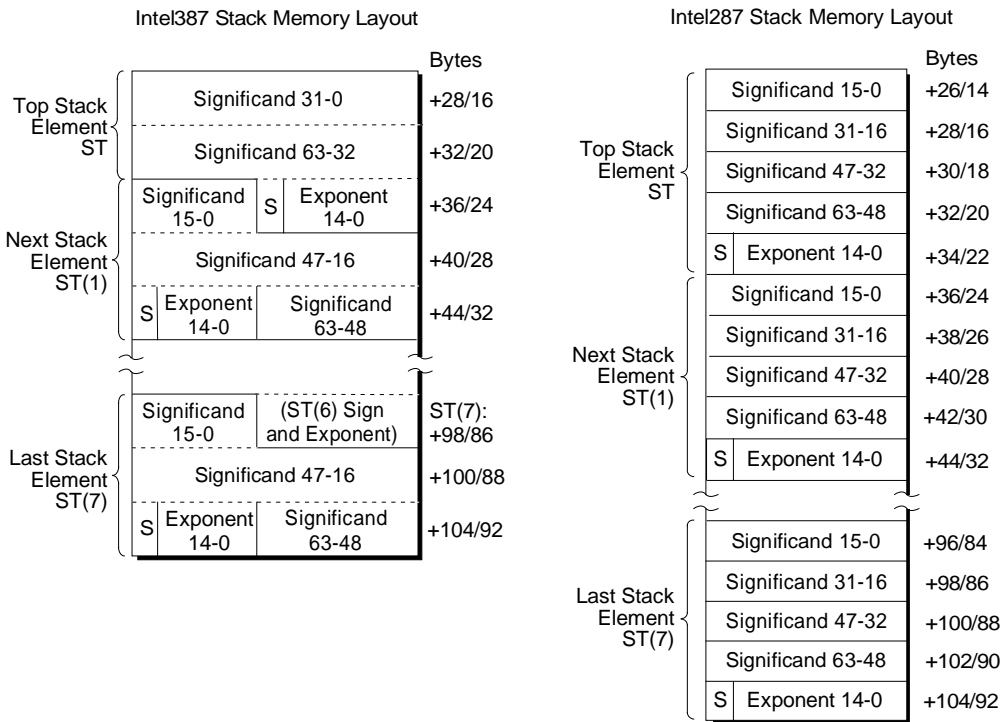 Intel387 Stack Memory Layout
Bytes
Top Stack
Element
ST
Significand 31-0
+28/16
Significand 63-32
+32/20
Next Stack
Element
ST(1)
Significand
15-0
S
Exponent
14-0
+36/24
Significand 47-16
+40/28
S
Exponent
14-0
Significand
63-48
+44/32
Last Stack
Element
ST(7)
Significand
15-0
(ST(6) Sign
and Exponent)
ST(7):
+98/86
Significand 47-16
+100/88
S
Exponent
14-0
Significand
63-48
+104/92
Intel287 Stack Memory Layout
Bytes
Top Stack
Element
ST
Significand 15-0
+26/14
Significand 31-16
+28/16
Significand 47-32
+30/18
Significand 63-48
+32/20
S
Exponent 14-0
+34/22
Next Stack
Element
ST(1)
Significand 15-0
+36/24
Significand 31-16
+38/26
Significand 47-32
+40/28
Significand 63-48
+42/30
S
Exponent 14-0
+44/32
Last Stack
Element
ST(7)
Significand 15-0
+96/84
Significand 31-16
+98/86
Significand 47-32
+100/88
Significand 63-48
+102/90
S
Exponent 14-0
+104/92